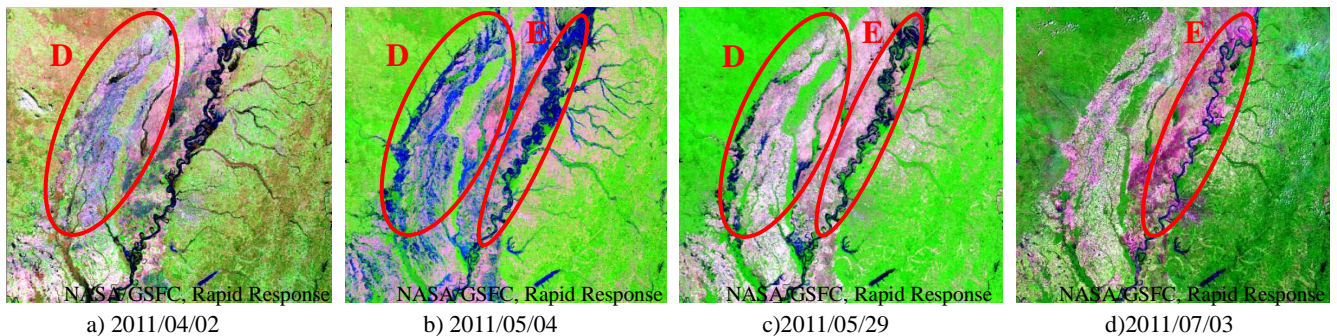 D
D
E
D
E
E
NASA/GSFC, Rapid Response
NASA/GSFC, Rapid Response
NASA/GSFC, Rapid Response
NASA/GSFC, Rapid Response
a) 2011/04/02
b) 2011/05/04
c)2011/05/29
d)2011/07/03